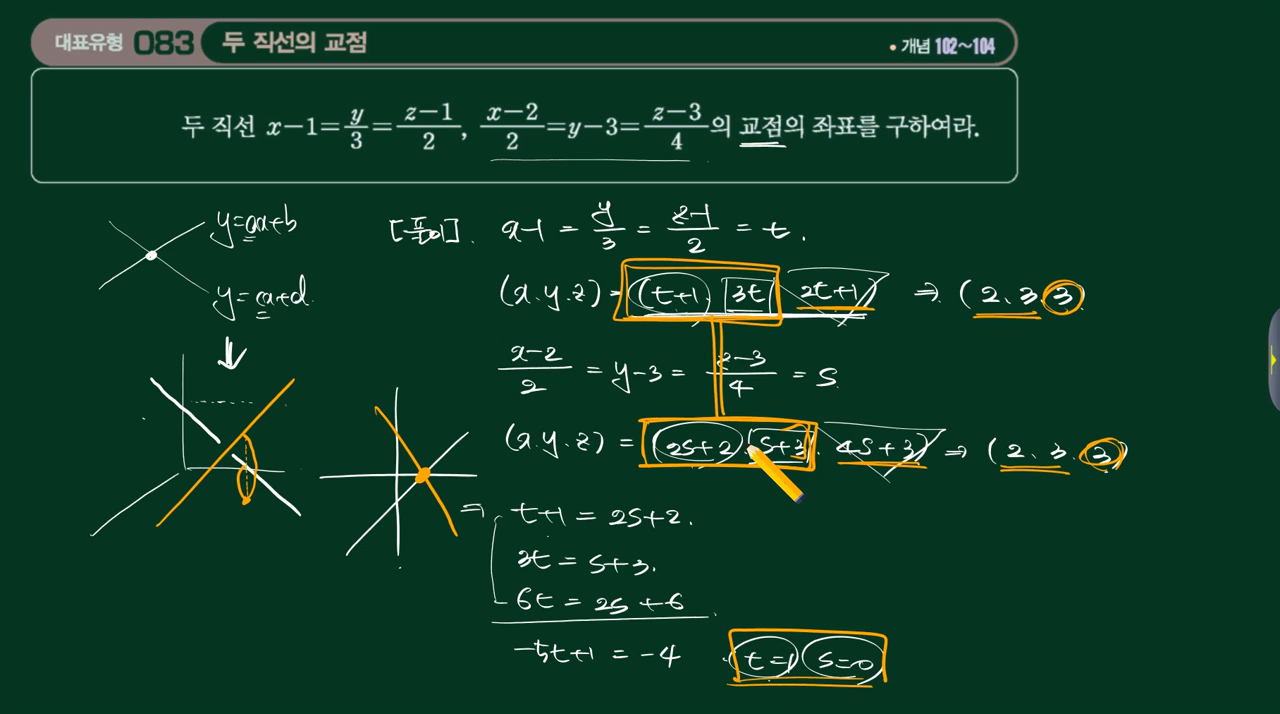 대표유형 083 두 직선의 교점
• 개념 102~104
두 직선 x-1=y/3=(z-1)/2, (x-2)/2=y-3=(z-3)/4의 교점의 좌표를 구하여라.
y=ax+b
y=cx+d.
[풀이]. x-1 = y/3 = (z-1)/2 = t.
(x.y.z)=(t+1. 3t. 2t+1) ⇒ (2.3.3)
(x-2)/2 = y-3 = (z-3)/4 = s
(x.y.z) = (2s+2. s+3. 4s+3) ⇒ (2.3.3)
⇒ t+1 = 2s+2.
3t = s+3.
6t = 2s+6
-5t+1 = -4 (t=1) (s=0)